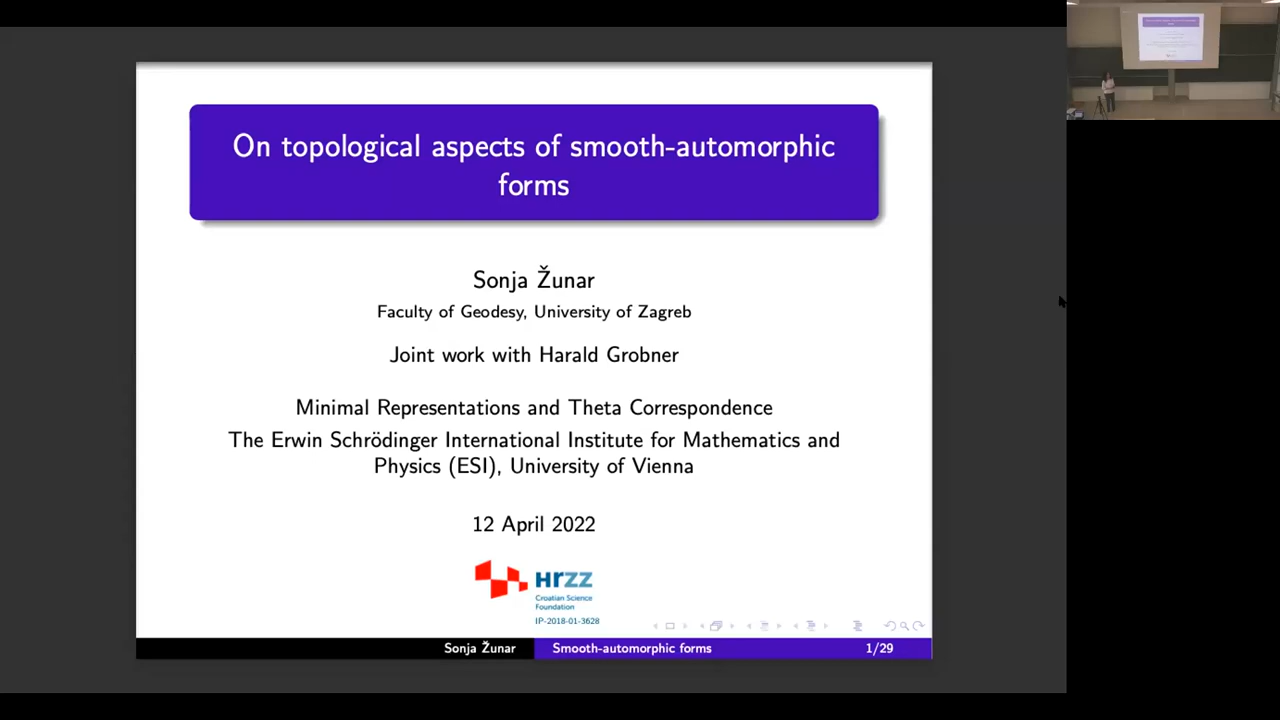 On topological aspects of smooth-automorphic
forms
Sonja Žunar
Faculty of Geodesy, University of Zagreb
Joint work with Harald Grobner
Minimal Representations and Theta Correspondence
The Erwin Schrödinger International Institute for Mathematics and
Physics (ESI), University of Vienna
12 April 2022
HRZZ
Croatian Science
Foundation
IP-2018-01-3628
Sonja Žunar
Smooth-automorphic forms
1/29